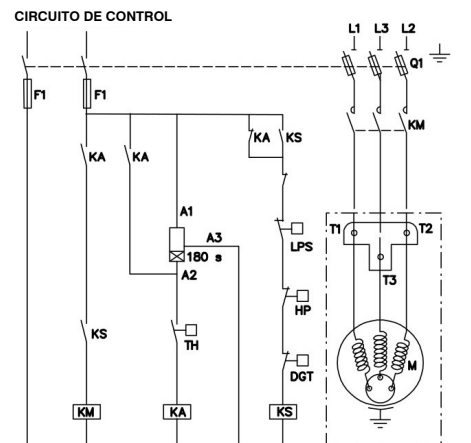 CIRCUITO DE CONTROL
L1 L3 L2
Q1
F1 F1
KM
KA KA KA KS
A1
T1 T2
A3
LPS
180 s
A2
T3
HP
KS
TH
M
DGT
KM KA KS